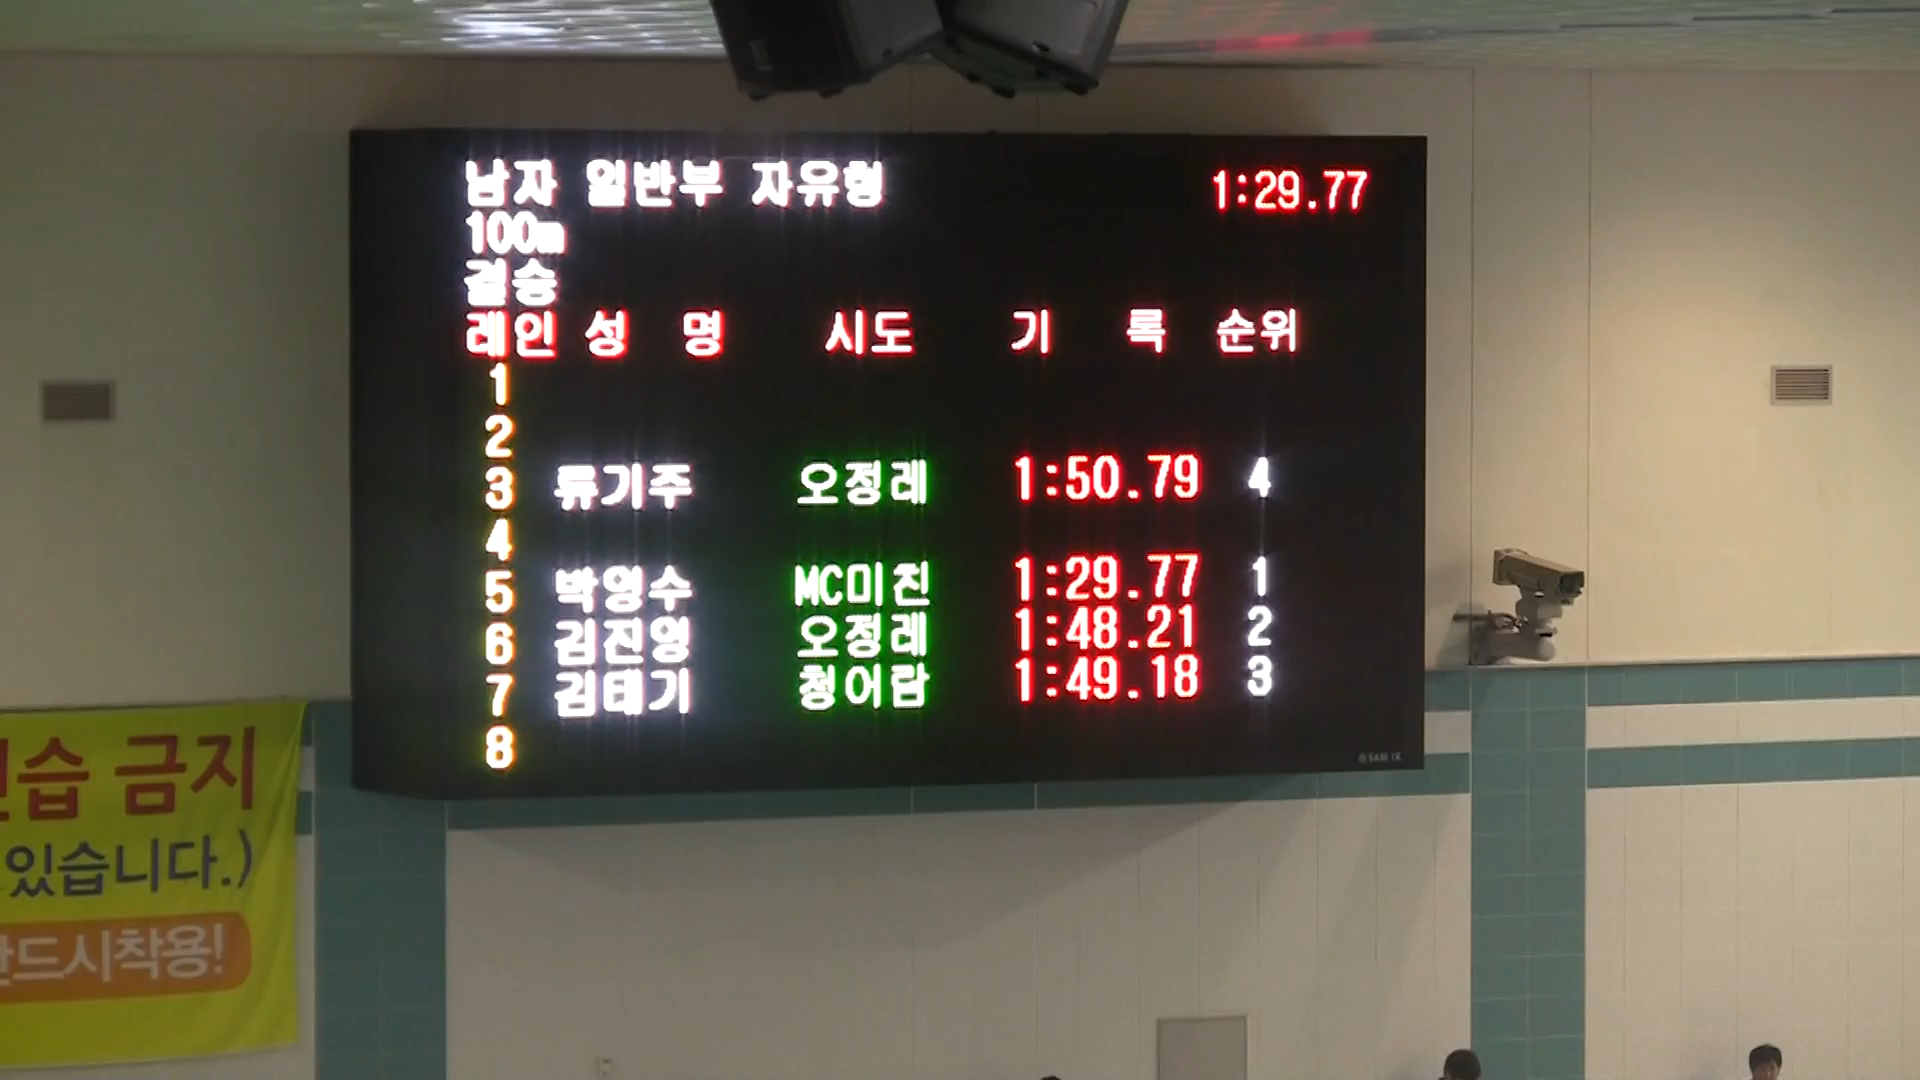 남자 일반부 자유형 1:29.77
100m
결승
레인 성 명 시도 기 록 순위
1
2
3 류기주 오정레 1:50.79 4
4
5 박영수 MC미친 1:29.77 1
6 김진영 오정레 1:48.21 2
7 김태기 청어람 1:49.18 3
8
습 금지
있습니다.)
반드시착용!